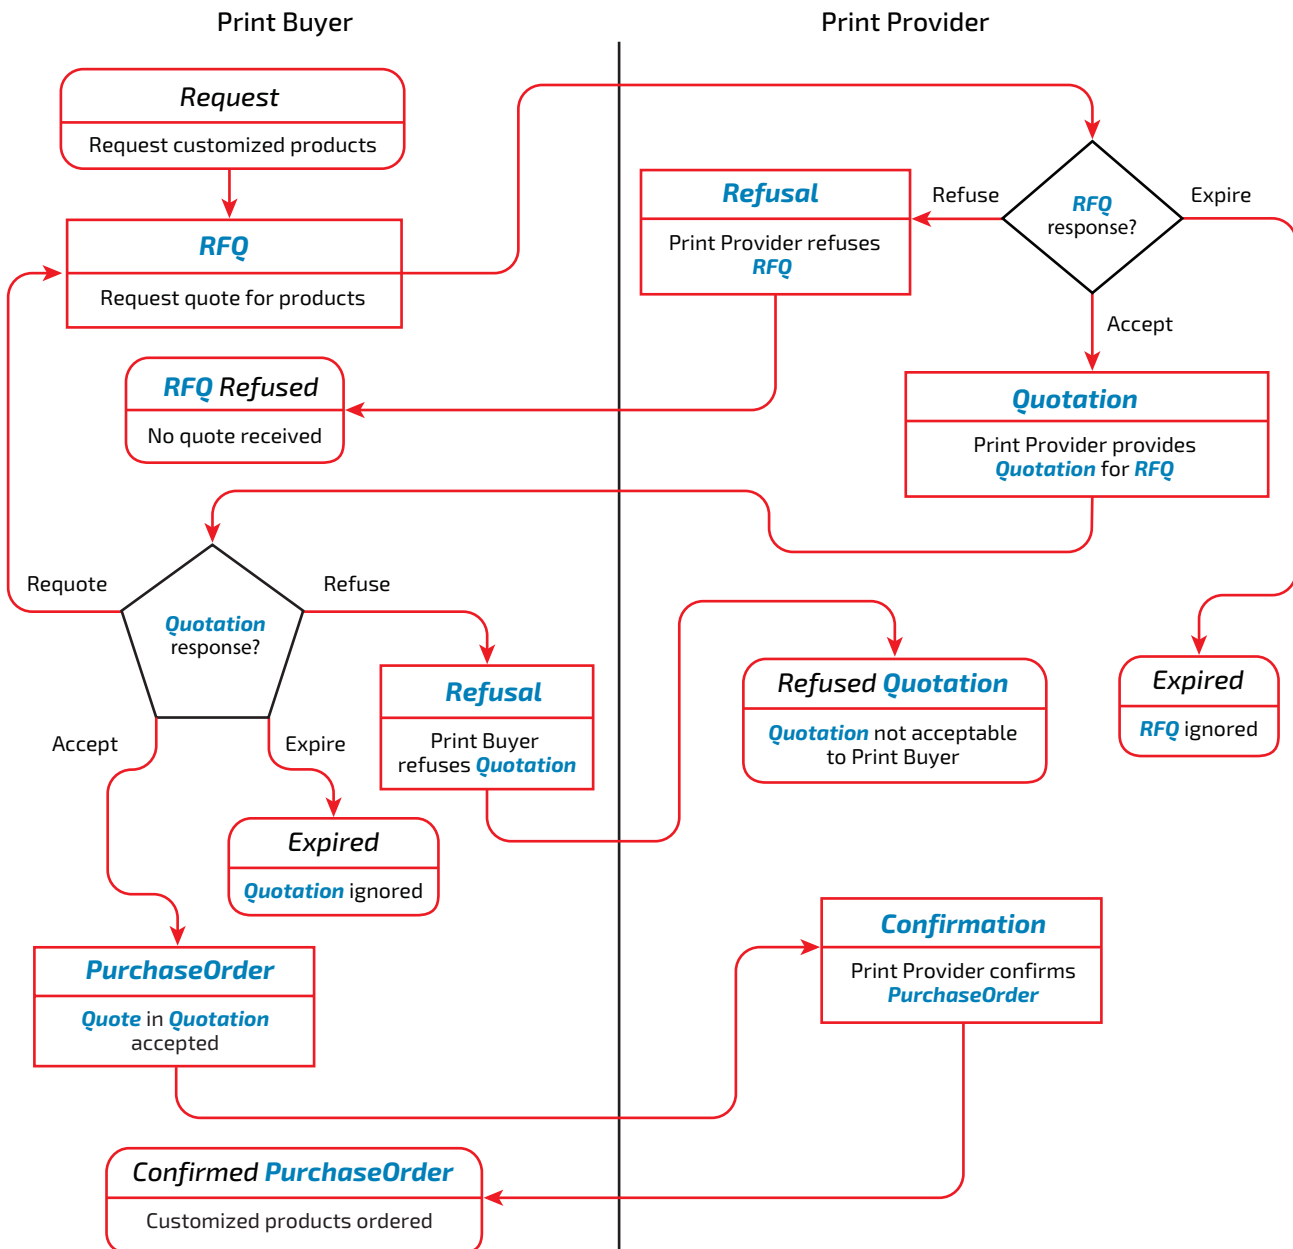 Print Buyer
Print Provider
Request
Request customized products
RFQ
Request quote for products
Refusal
Print Provider refuses
RFQ
Refuse
RFQ
response?
Expire
Accept
RFQ Refused
No quote received
Quotation
Print Provider provides
Quotation for RFQ
Requote
Refuse
Quotation
response?
Accept
Expire
Refusal
Print Buyer
refuses Quotation
Refused Quotation
Quotation not acceptable
to Print Buyer
Expired
RFQ ignored
Expired
Quotation ignored
PurchaseOrder
Quote in Quotation
accepted
Confirmation
Print Provider confirms
PurchaseOrder
Confirmed PurchaseOrder
Customized products ordered